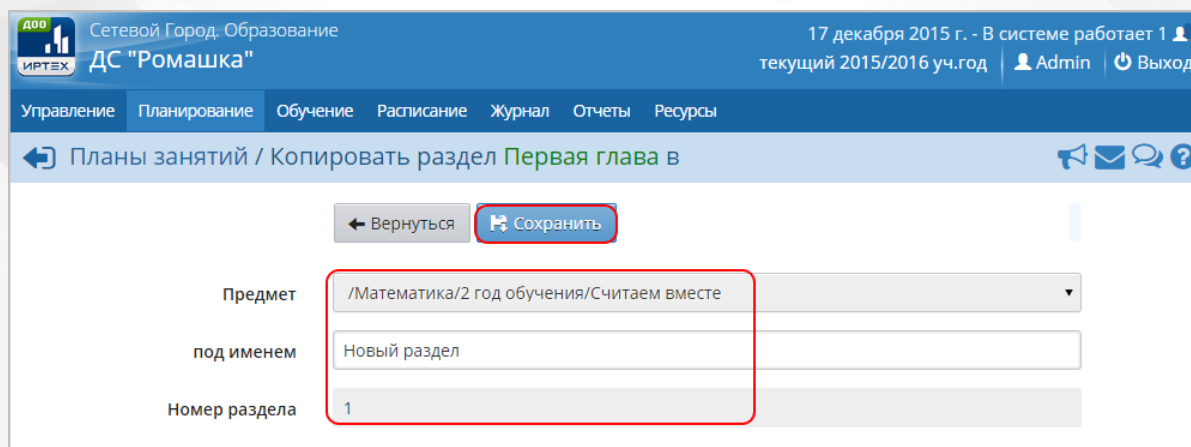 ДОО
ИРТЕХ
Сетевой Город. Образование
ДС "Ромашка"
17 декабря 2015 г. - В системе работает 1
текущий 2015/2016 уч.год Admin Выход
Управление Планирование Обучение Расписание Журнал Отчеты Ресурсы
Планы занятий / Копировать раздел Первая глава в
Вернуться Сохранить
Предмет /Математика/2 год обучения/Считаем вместе
под именем Новый раздел
Номер раздела 1